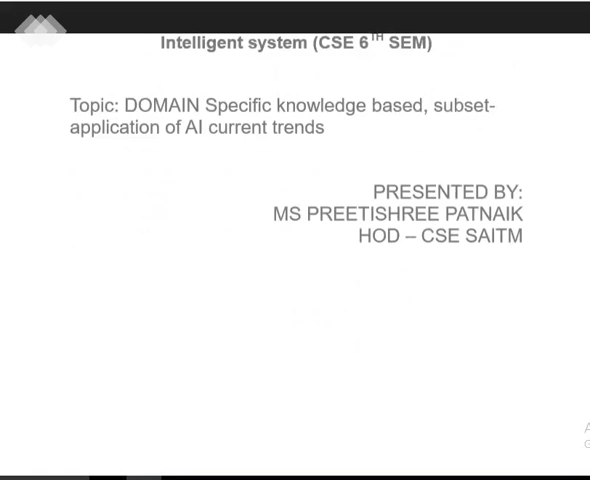 Intelligent system (CSE 6TH SEM)
Topic: DOMAIN Specific knowledge based, subset-
application of AI current trends
PRESENTED BY:
MS PREETISHREE PATNAIK
HOD – CSE SAITM